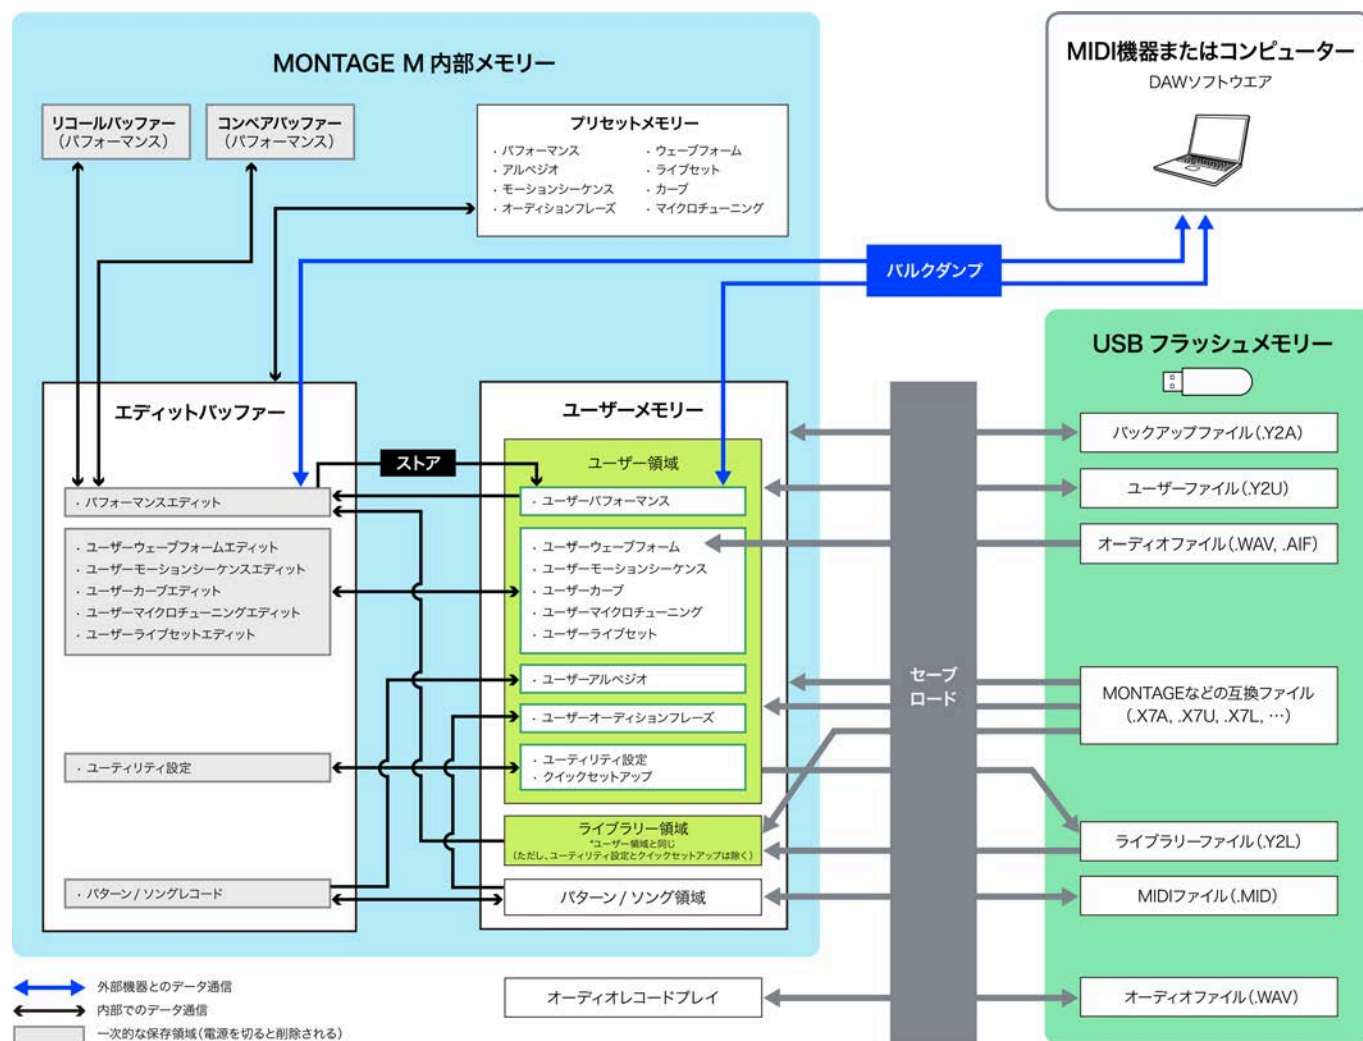 MONTAGE M 内部メモリー
リコールバッファー
（パフォーマンス）
コンペアバッファー
（パフォーマンス）
プリセットメモリー
・パフォーマンス
・アルペジオ
・モーションシーケンス
・オーディションフレーズ
・ウェーブフォーム
・ライブセット
・カーブ
・マイクロチューニング
MIDI機器またはコンピューター
DAWソフトウエア
バルクダンプ
エディットバッファー
・パフォーマンスエディット
・ユーザーウェーブフォームエディット
・ユーザーモーションシーケンスエディット
・ユーザーカーブエディット
・ユーザーマイクロチューニングエディット
・ユーザーライブセットエディット
・ユーティリティ設定
・パターン / ソングレコード
ストア
ユーザーメモリー
ユーザー領域
・ユーザーパフォーマンス
・ユーザーウェーブフォーム
・ユーザーモーションシーケンス
・ユーザーカーブ
・ユーザーマイクロチューニング
・ユーザーライブセット
・ユーザーアルペジオ
・ユーザーオーディションフレーズ
・ユーティリティ設定
・クイックセットアップ
ライブラリー領域
*ユーザー領域と同じ
（ただし、ユーティリティ設定とクイックセットアップは除く）
パターン / ソング領域
オーディオレコードプレイ
セーブ
ロード
USB フラッシュメモリー
バックアップファイル（.Y2A）
ユーザーファイル（.Y2U）
オーディオファイル（.WAV, .AIF）
MONTAGEなどの互換ファイル
（.X7A, .X7U, .X7L, …）
ライブラリーファイル（.Y2L）
MIDIファイル（.MID）
オーディオファイル（.WAV）
外部機器とのデータ通信
内部でのデータ通信
一次的な保存領域（電源を切ると削除される）